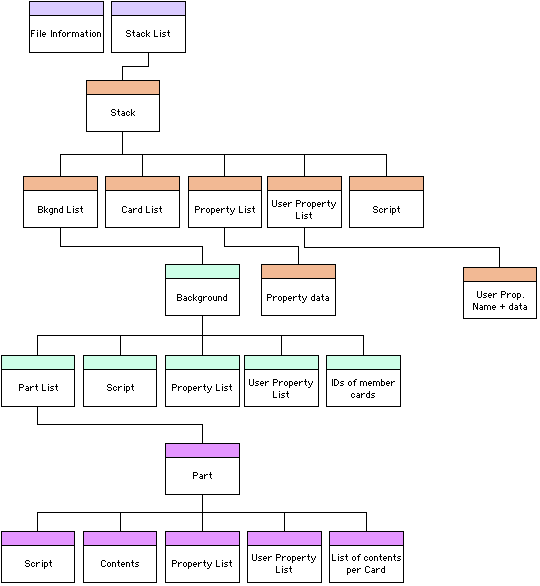 File Information
Stack List
Stack
Bkgnd List
Card List
Property List
User Property
List
Script
Background
Property data
User Prop.
Name + data
Part List
Script
Property List
User Property
List
IDs of member
cards
Part
Script
Contents
Property List
User Property
List
List of contents
per Card